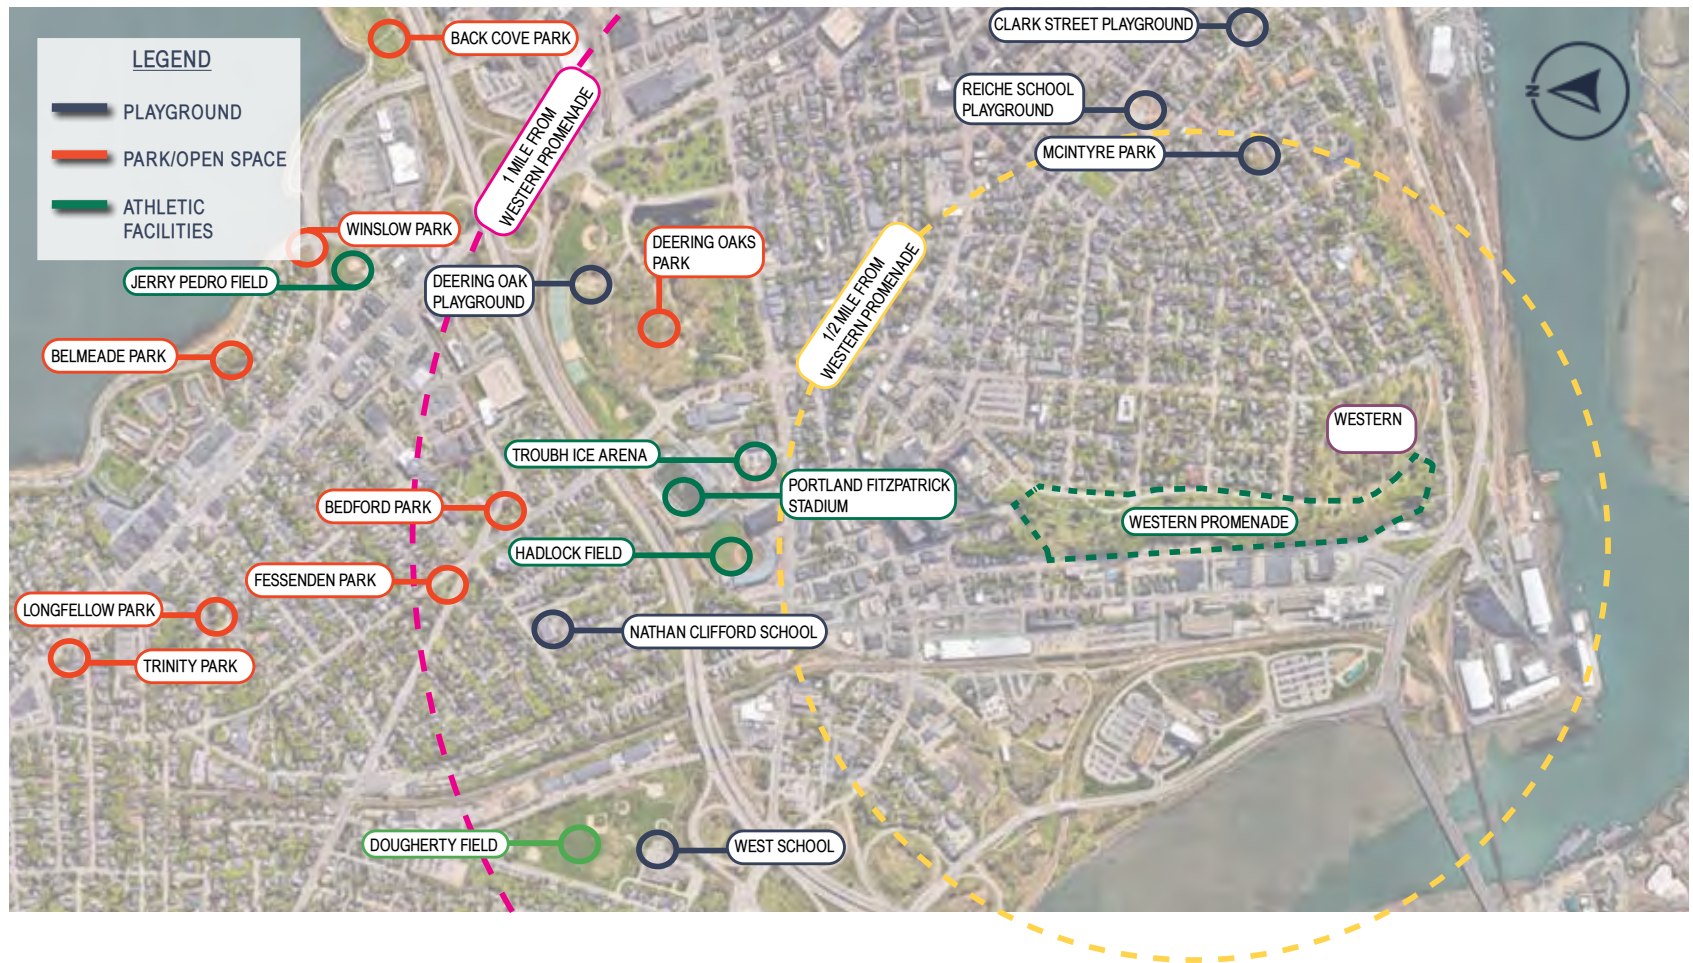 LEGEND
PLAYGROUND
PARK/OPEN SPACE
ATHLETIC
FACILITIES
BACK COVE PARK
CLARK STREET PLAYGROUND
N
REICHE SCHOOL
PLAYGROUND
1 MILE FROM
WESTERN PROMENADE
MCINTYRE PARK
WINSLOW PARK
DEERING OAKS
PARK
JERRY PEDRO FIELD
DEERING OAK
PLAYGROUND
1/2 MILE FROM
WESTERN PROMENADE
BELMEADE PARK
WESTERN
TROUBH ICE ARENA
PORTLAND FITZPATRICK
STADIUM
BEDFORD PARK
WESTERN PROMENADE
HADLOCK FIELD
FESSENDEN PARK
LONGFELLOW PARK
NATHAN CLIFFORD SCHOOL
TRINITY PARK
DOUGHERTY FIELD
WEST SCHOOL